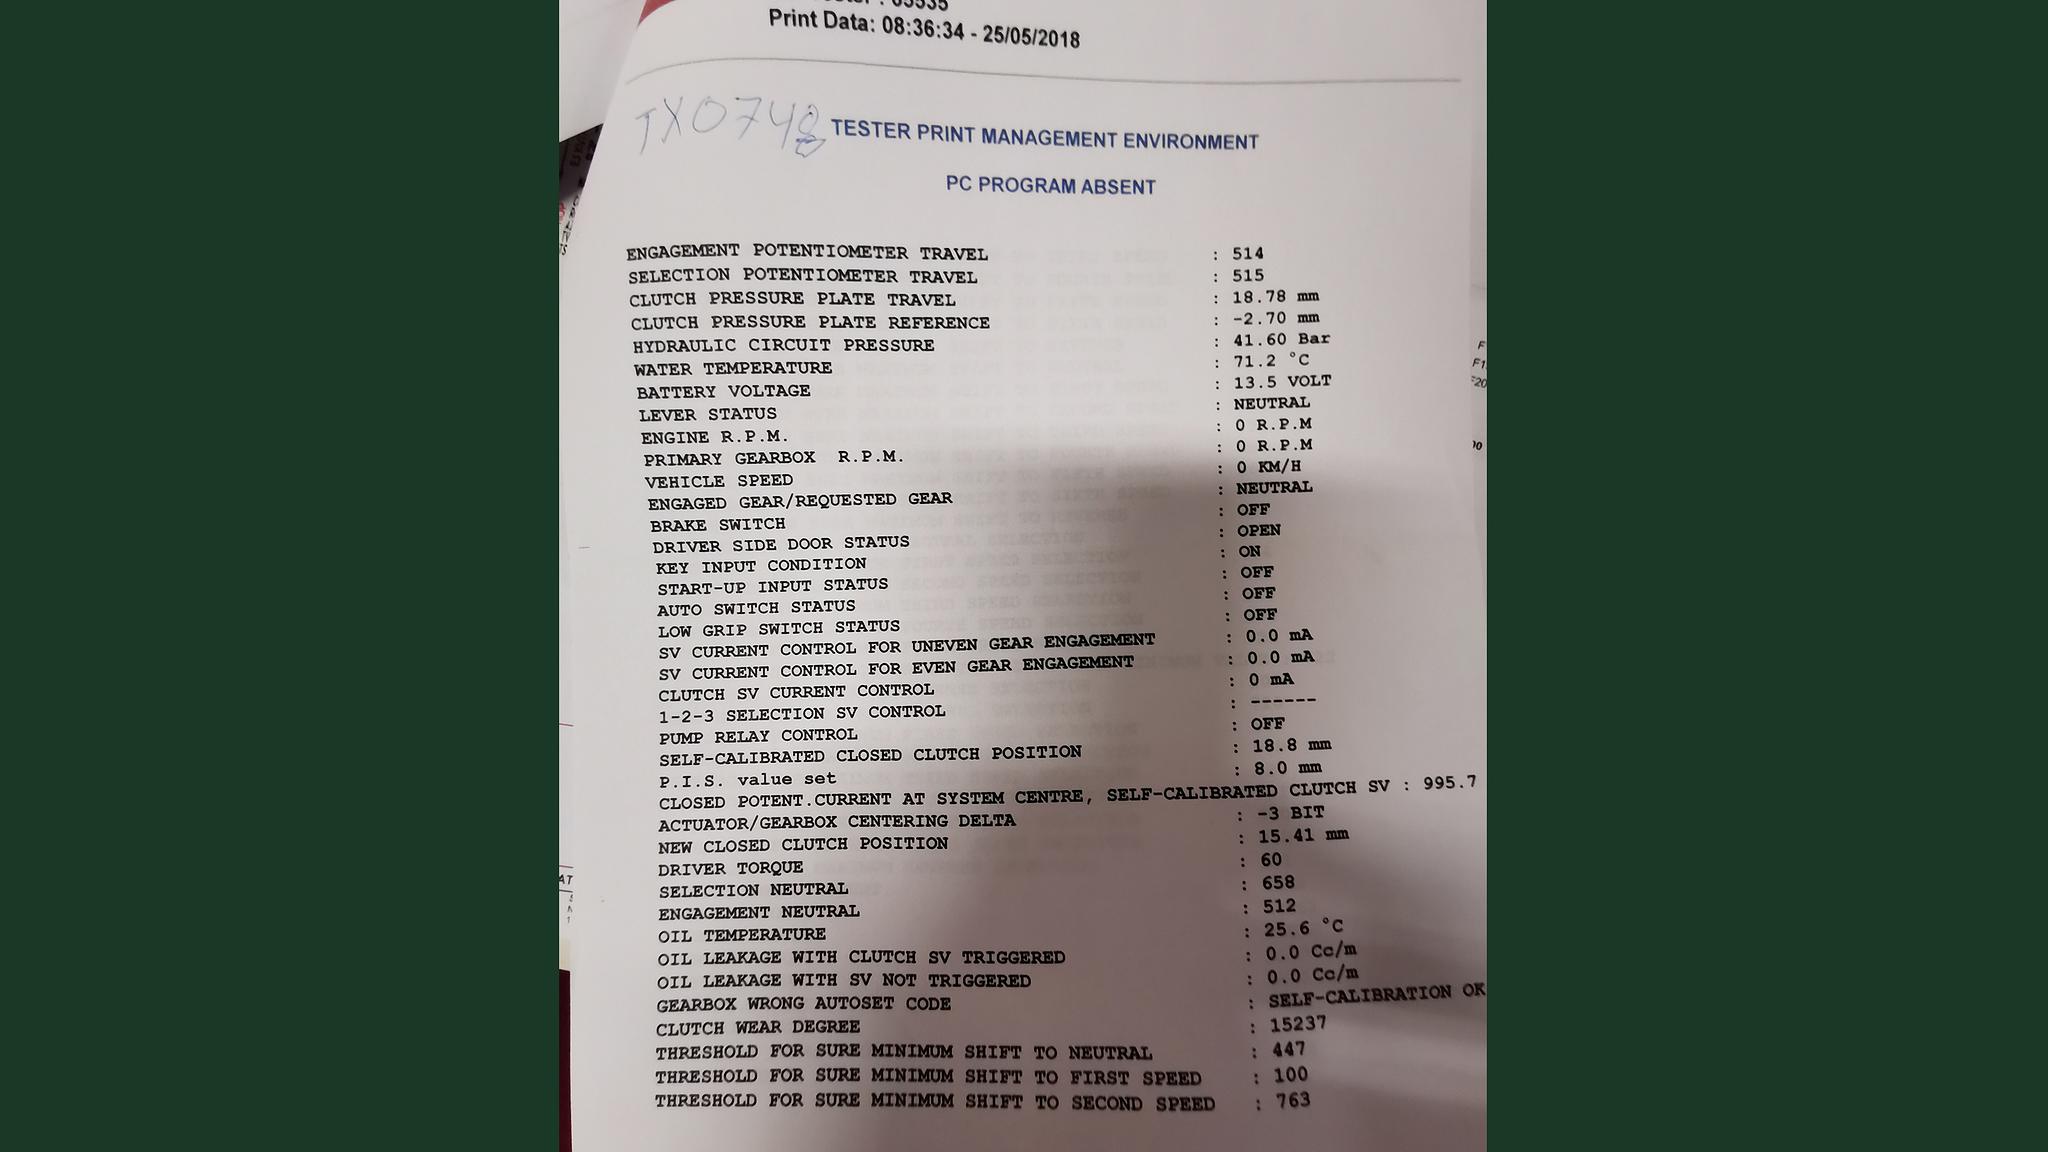 : 65535
Print Data: 08:36:34 - 25/05/2018
TX0748
TESTER PRINT MANAGEMENT ENVIRONMENT
PC PROGRAM ABSENT
ENGAGEMENT POTENTIOMETER TRAVEL : 514
SELECTION POTENTIOMETER TRAVEL : 515
CLUTCH PRESSURE PLATE TRAVEL : 18.78 mm
CLUTCH PRESSURE PLATE REFERENCE : -2.70 mm
HYDRAULIC CIRCUIT PRESSURE : 41.60 Bar
WATER TEMPERATURE : 71.2 °C
BATTERY VOLTAGE : 13.5 VOLT
LEVER STATUS : NEUTRAL
ENGINE R.P.M. : 0 R.P.M
PRIMARY GEARBOX R.P.M. : 0 R.P.M
VEHICLE SPEED : 0 KM/H
ENGAGED GEAR/REQUESTED GEAR : NEUTRAL
BRAKE SWITCH : OFF
DRIVER SIDE DOOR STATUS : OPEN
KEY INPUT CONDITION : ON
START-UP INPUT STATUS : OFF
AUTO SWITCH STATUS : OFF
LOW GRIP SWITCH STATUS : OFF
SV CURRENT CONTROL FOR UNEVEN GEAR ENGAGEMENT : 0.0 mA
SV CURRENT CONTROL FOR EVEN GEAR ENGAGEMENT : 0.0 mA
CLUTCH SV CURRENT CONTROL : 0 mA
1-2-3 SELECTION SV CONTROL : ------
PUMP RELAY CONTROL : OFF
SELF-CALIBRATED CLOSED CLUTCH POSITION : 18.8 mm
P.I.S. value set : 8.0 mm
CLOSED POTENT.CURRENT AT SYSTEM CENTRE, SELF-CALIBRATED CLUTCH SV : 995.7
ACTUATOR/GEARBOX CENTERING DELTA : -3 BIT
NEW CLOSED CLUTCH POSITION : 15.41 mm
DRIVER TORQUE : 60
SELECTION NEUTRAL : 658
ENGAGEMENT NEUTRAL : 512
OIL TEMPERATURE : 25.6 °C
OIL LEAKAGE WITH CLUTCH SV TRIGGERED : 0.0 Cc/m
OIL LEAKAGE WITH SV NOT TRIGGERED : 0.0 Cc/m
GEARBOX WRONG AUTOSET CODE : SELF-CALIBRATION OK
CLUTCH WEAR DEGREE : 15237
THRESHOLD FOR SURE MINIMUM SHIFT TO NEUTRAL : 447
THRESHOLD FOR SURE MINIMUM SHIFT TO FIRST SPEED : 100
THRESHOLD FOR SURE MINIMUM SHIFT TO SECOND SPEED : 763